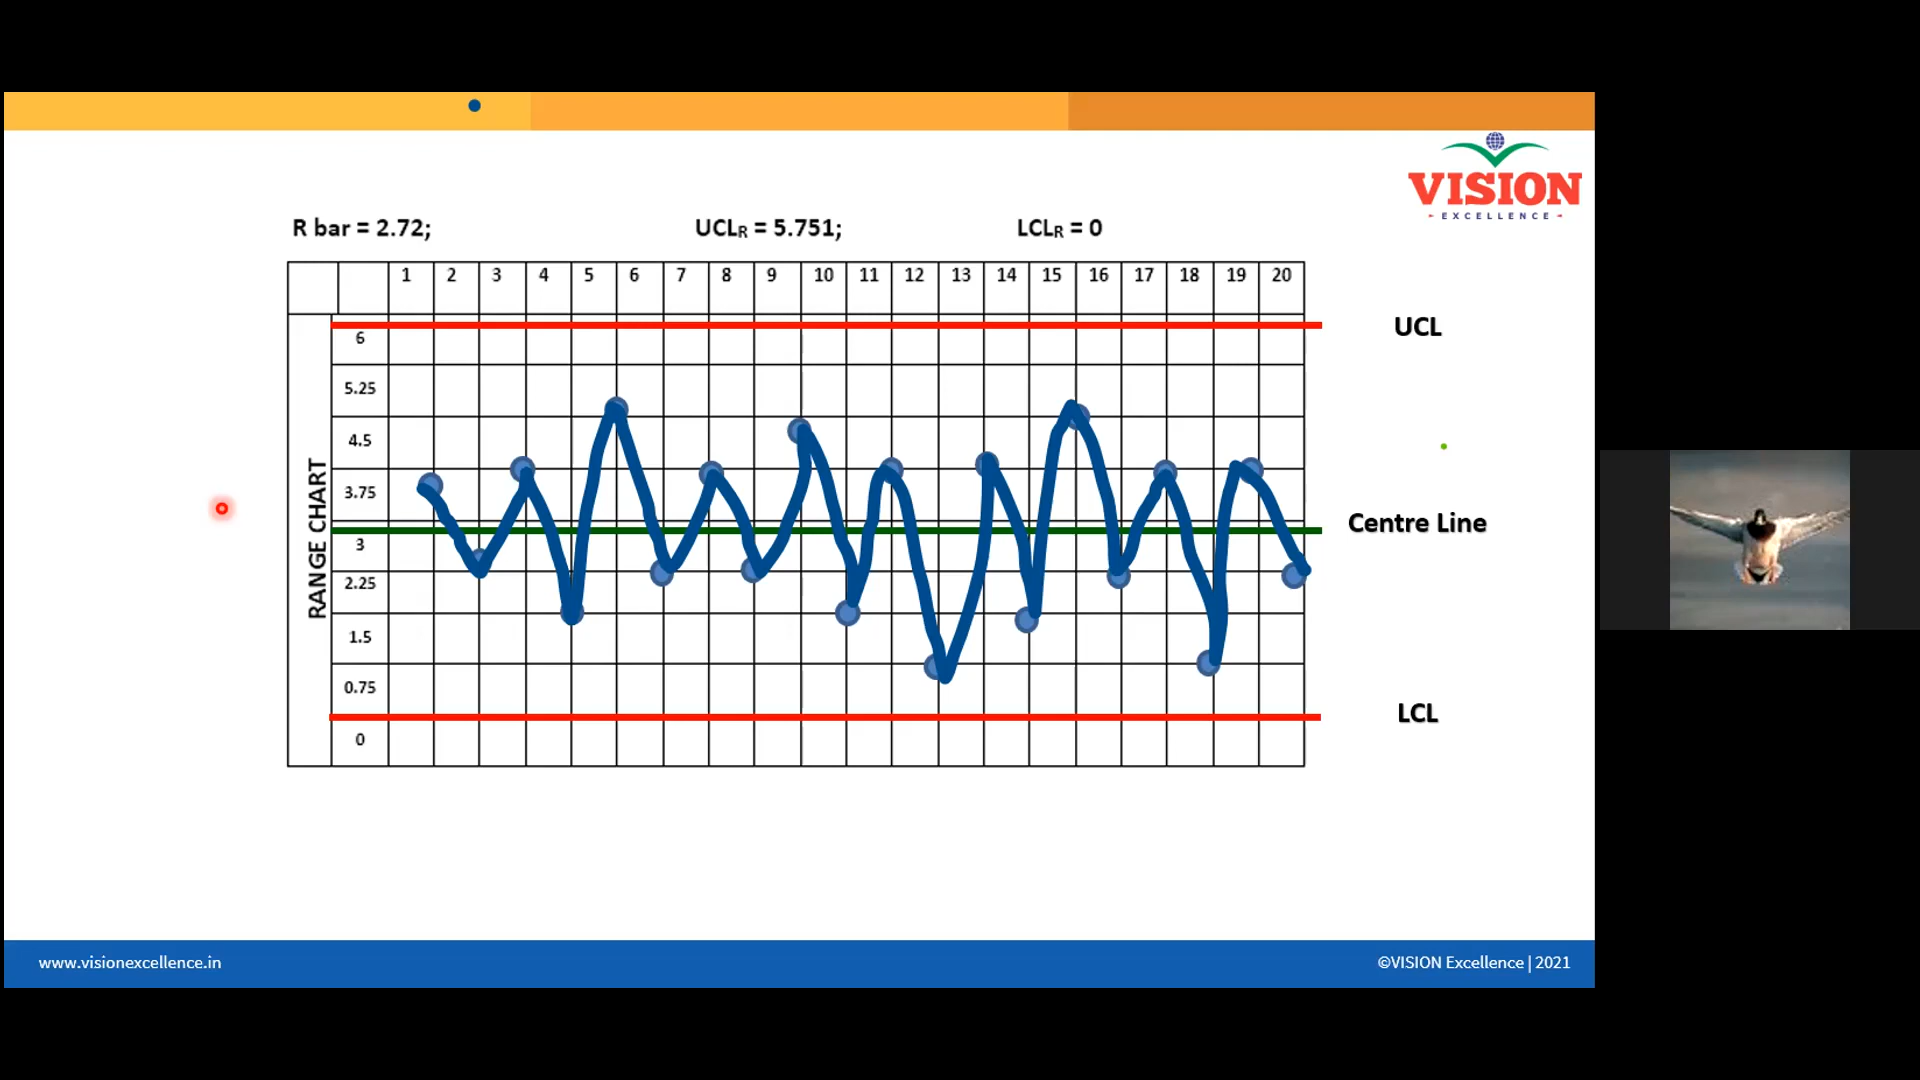 VISION
EXCELLENCE
R bar = 2.72; UCLR = 5.751; LCLR = 0
1 2 3 4 5 6 7 8 9 10 11 12 13 14 15 16 17 18 19 20
RANGE CHART
6
5.25
4.5
3.75
3
2.25
1.5
0.75
0
UCL
Centre Line
LCL
www.visionexcellence.in
©VISION Excellence | 2021